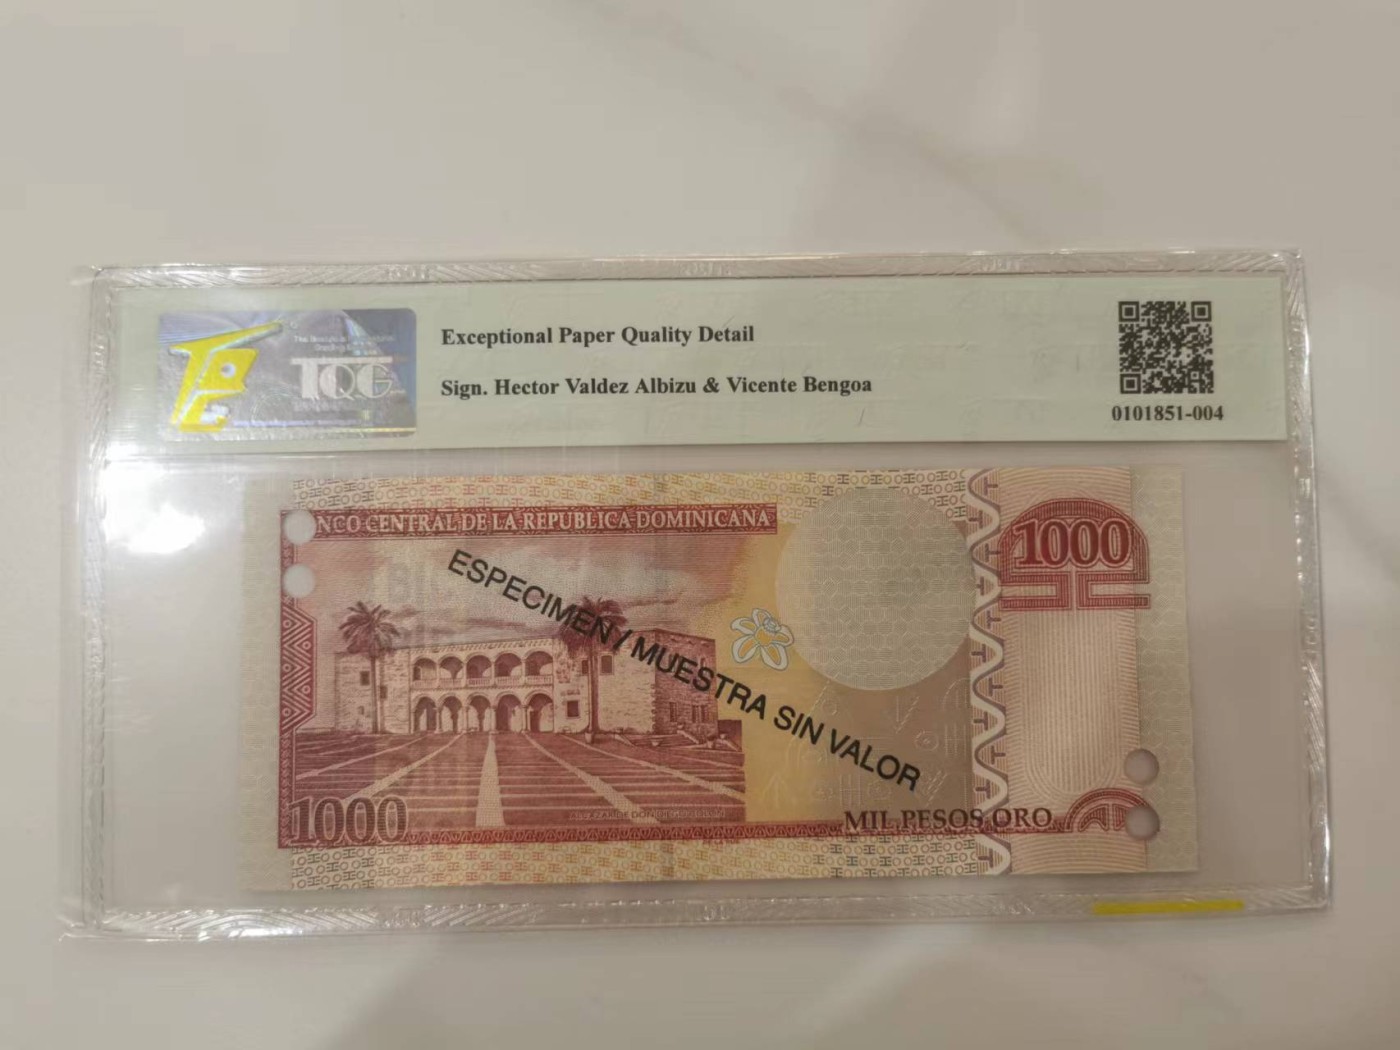 TQG
Exceptional Paper Quality Detail
Sign. Hector Valdez Albizu & Vicente Bengoa
0101851-004
NCO CENTRAL DE LA REPUBLICA DOMINICANA
1000
ESPECIMEN / MUESTRA SIN VALOR
1000
MIL PESOS ORO